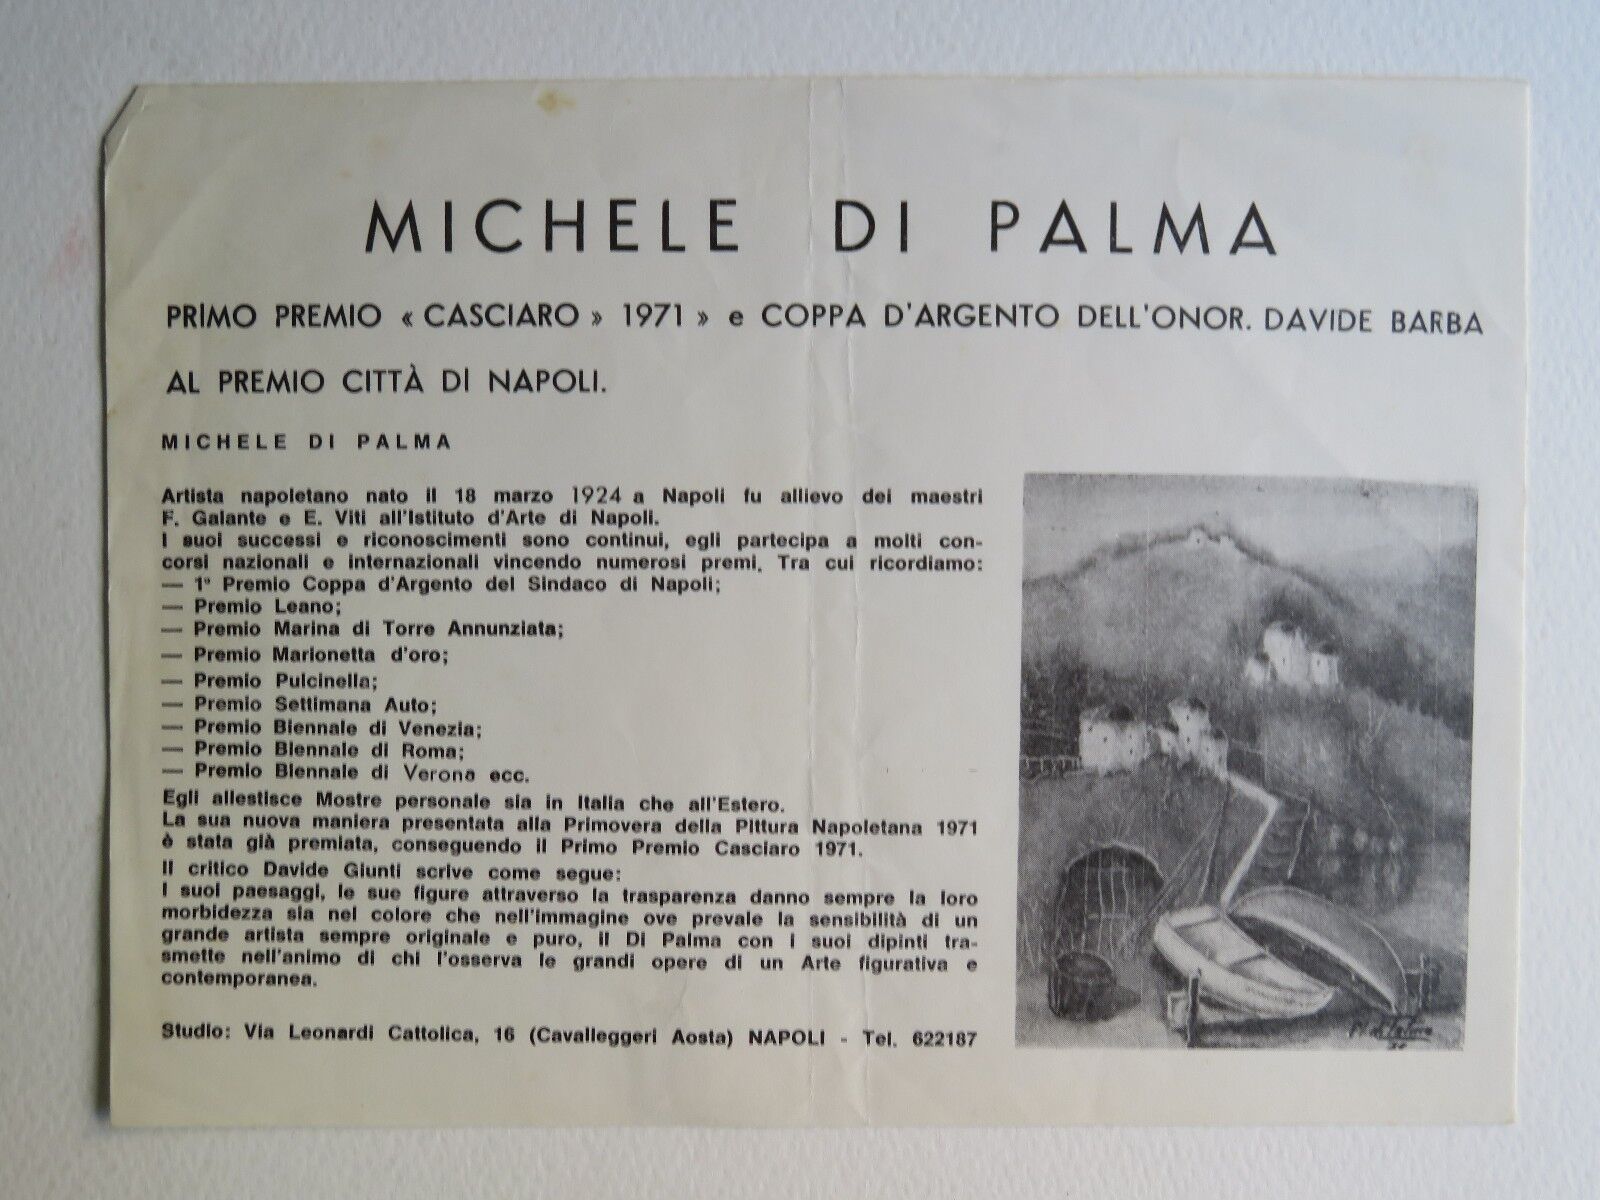 MICHELE DI PALMA
PRIMO PREMIO « CASCIARO » 1971 » e COPPA D'ARGENTO DELL'ONOR. DAVIDE BARBA
AL PREMIO CITTÀ DI NAPOLI.
MICHELE DI PALMA
Artista napoletano nato il 18 marzo 1924 a Napoli fu allievo dei maestri
F. Galante e E. Viti all'Istituto d'Arte di Napoli.
I suoi successi e riconoscimenti sono continui, egli partecipa a molti con-
corsi nazionali e internazionali vincendo numerosi premi. Tra cui ricordiamo:
— 1° Premio Coppa d'Argento del Sindaco di Napoli;
— Premio Leano;
— Premio Marina di Torre Annunziata;
— Premio Marionetta d'oro;
— Premio Pulcinella;
— Premio Settimana Auto;
— Premio Biennale di Venezia;
— Premio Biennale di Roma;
— Premio Biennale di Verona ecc.
Egli allestisce Mostre personale sia in Italia che all'Estero.
La sua nuova maniera presentata alla Primovera della Pittura Napoletana 1971
è stata già premiata, conseguendo il Primo Premio Casciaro 1971.
Il critico Davide Giunti scrive come segue:
I suoi paesaggi, le sue figure attraverso la trasparenza danno sempre la loro
morbidezza sia nel colore che nell'immagine ove prevale la sensibilità di un
grande artista sempre originale e puro, il Di Palma con i suoi dipinti tra-
smette nell'animo di chi l'osserva le grandi opere di un Arte figurativa e
contemporanea.
Studio: Via Leonardi Cattolica, 16 (Cavalleggeri Aosta) NAPOLI - Tel. 622187